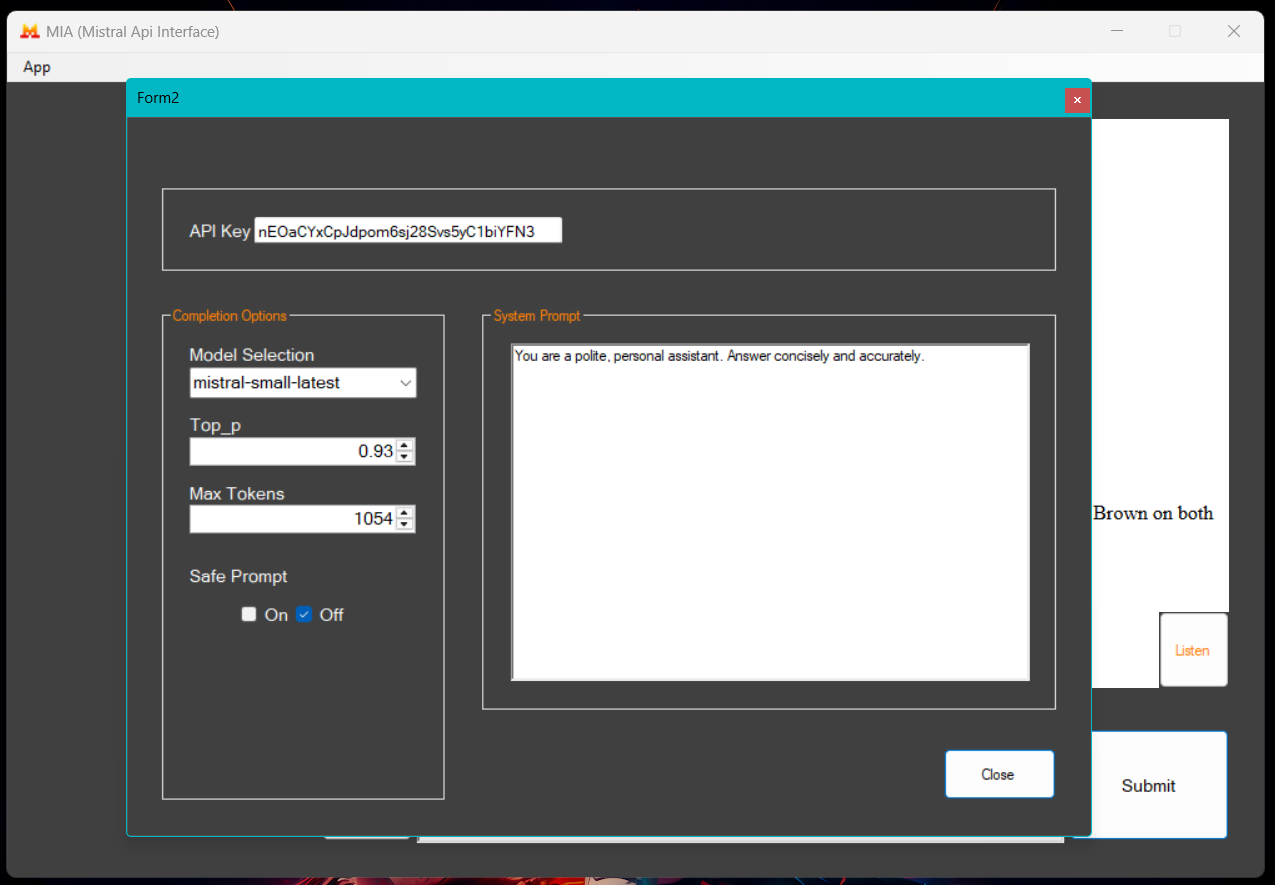 MIA (Mistral Api Interface)
App
Form2
API Key nEOaCYxCpJdpom6sj28Svs5yC1biYFN3
Completion Options
Model Selection
mistral-small-latest
Top_p
0.93
Max Tokens
1054
Safe Prompt
On Off
System Prompt
You are a polite, personal assistant. Answer concisely and accurately.
Close
Brown on both
Listen
Submit